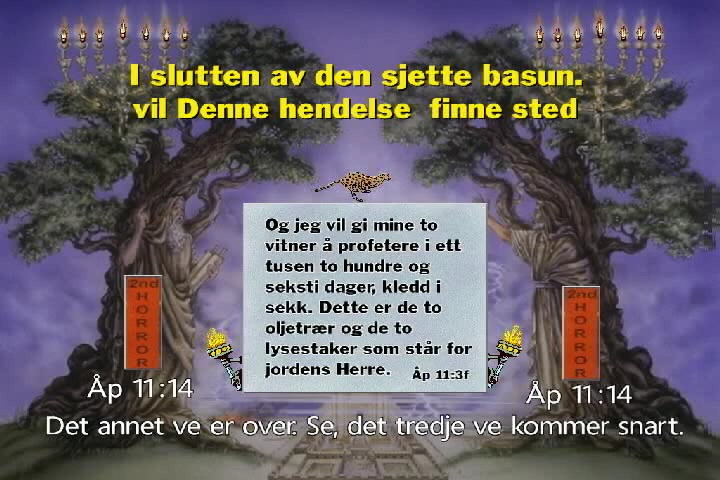 I slutten av den sjette basun.
vil Denne hendelse finne sted
Og jeg vil gi mine to
vitner å profetere i ett
tusen to hundre og
seksti dager, kledd i
sekk. Dette er de to
oljetrær og de to
lysestaker som står for
jordens Herre. Åp 11:3f
2nd
HORROR
2nd
HORROR
Åp 11:14
Åp 11:14
Det annet ve er over. Se, det tredje ve kommer snart.